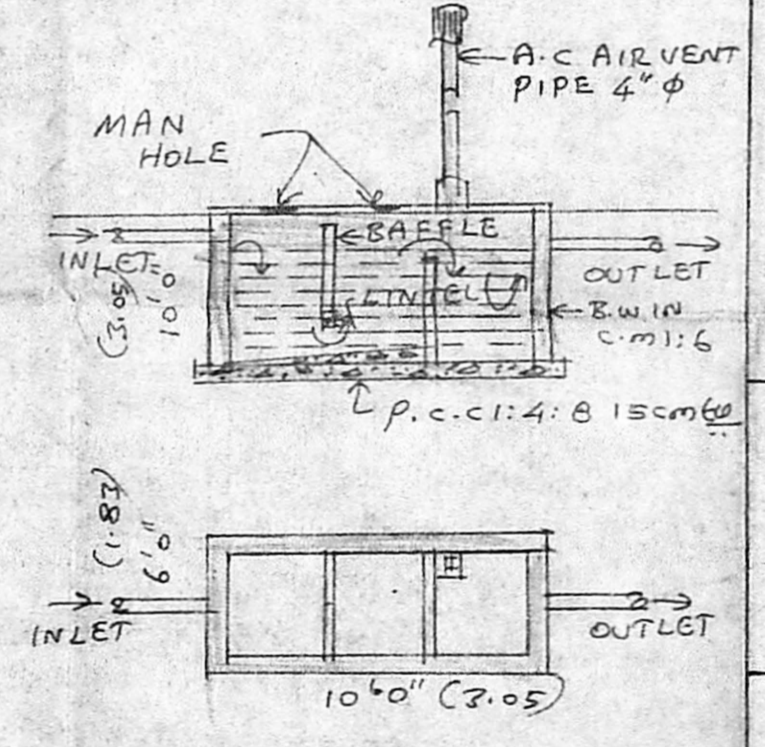 A.C AIR VENT
PIPE 4" φ
MAN
HOLE
BAFFLE
INLET
OUTLET
10'0
(3.05)
LINTEL
B.W. IN
C.M 1:6
P.C.C 1:4:8 15cm
(1.83)
6'0"
INLET
OUTLET
10'0" (3.05)